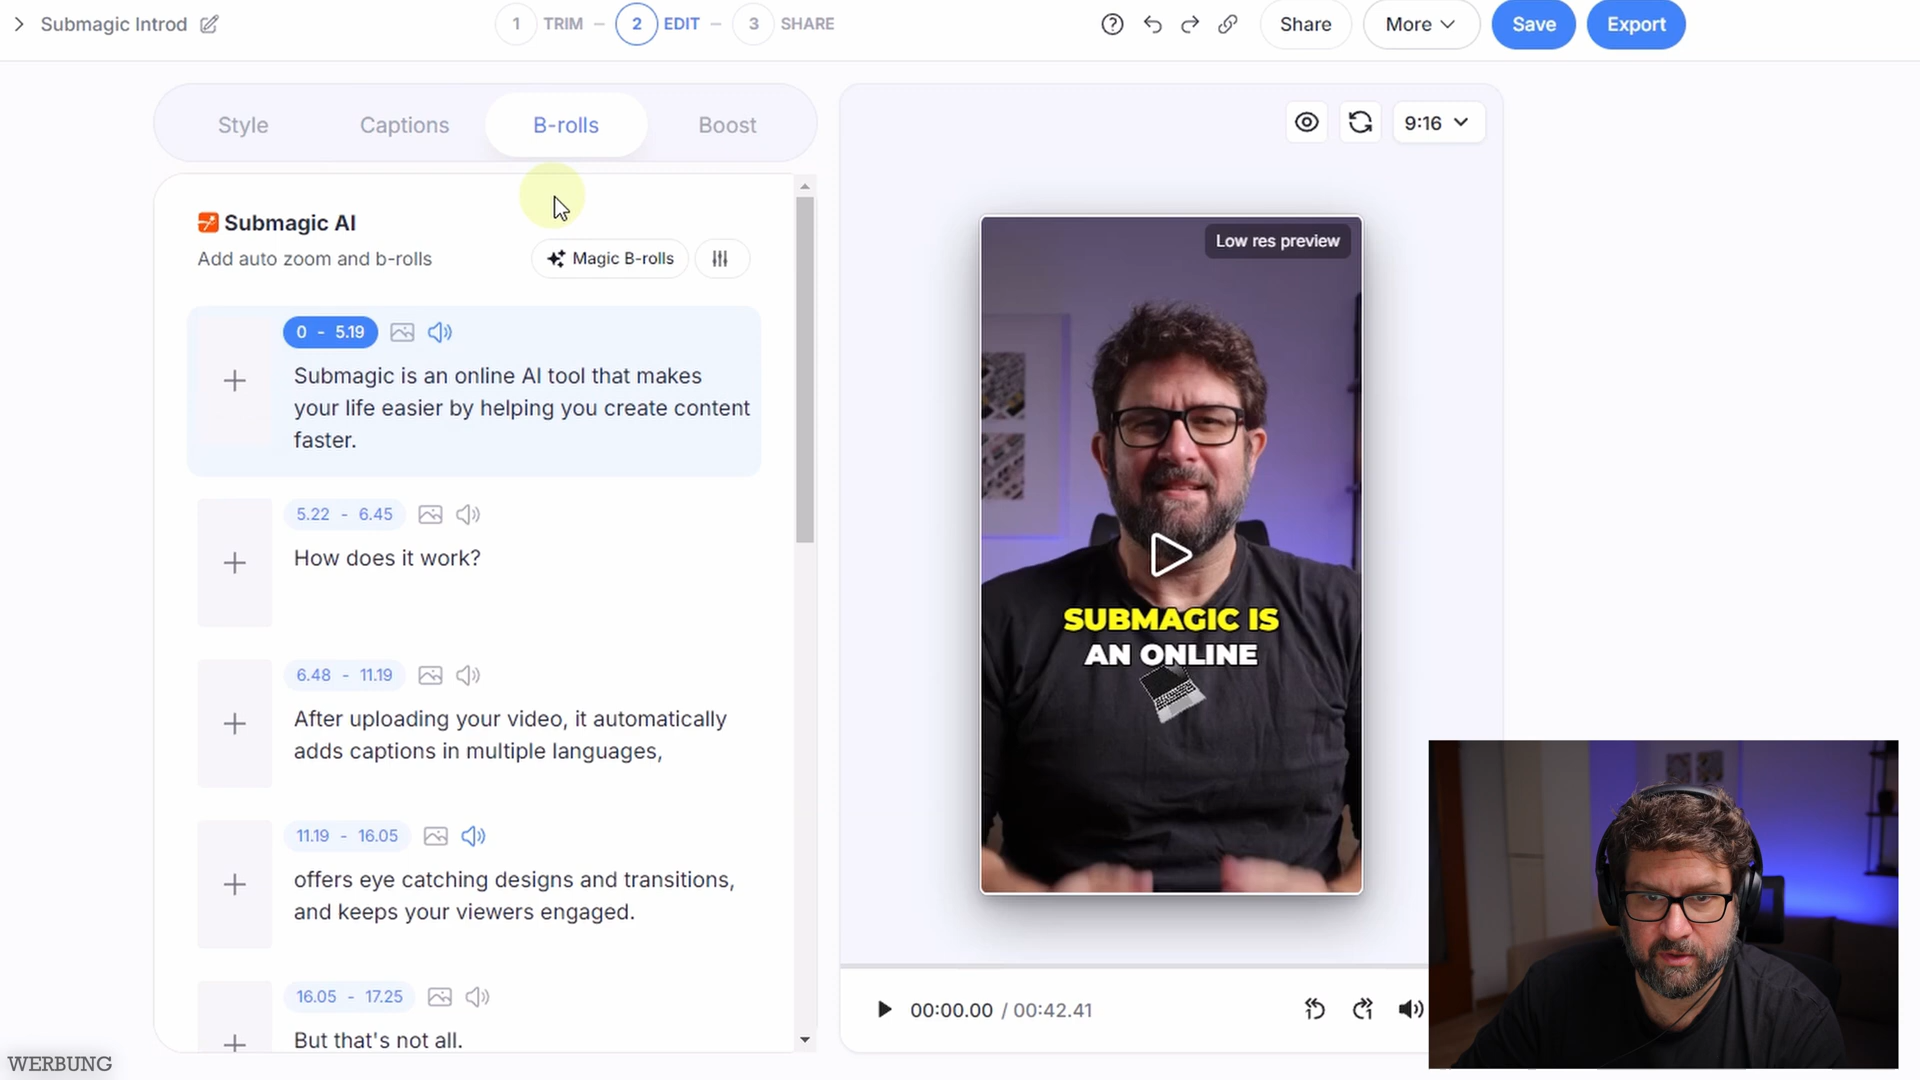 Submagic Introd
1 TRIM – 2 EDIT – 3 SHARE
Share
More
Save
Export
Style
Captions
B-rolls
Boost
9:16
Submagic AI
Add auto zoom and b-rolls
Magic B-rolls
0 - 5.19
Submagic is an online AI tool that makes
your life easier by helping you create content
faster.
5.22 - 6.45
How does it work?
6.48 - 11.19
After uploading your video, it automatically
adds captions in multiple languages,
11.19 - 16.05
offers eye catching designs and transitions,
and keeps your viewers engaged.
16.05 - 17.25
But that's not all.
Low res preview
SUBMAGIC IS
AN ONLINE
00:00.00 / 00:42.41
WERBUNG